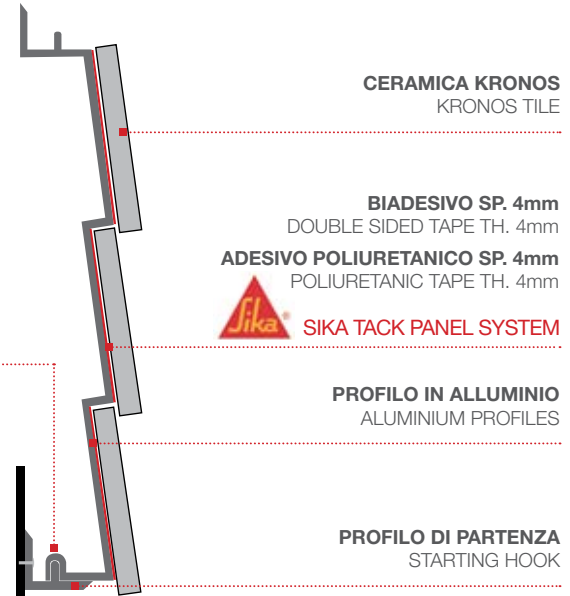 CERAMICA KRONOS
KRONOS TILE
BIADESIVO SP. 4mm
DOUBLE SIDED TAPE TH. 4mm
ADESIVO POLIURETANICO SP. 4mm
POLIURETANIC TAPE TH. 4mm
Sika®
SIKA TACK PANEL SYSTEM
PROFILO IN ALLUMINIO
ALUMINIUM PROFILES
PROFILO DI PARTENZA
STARTING HOOK